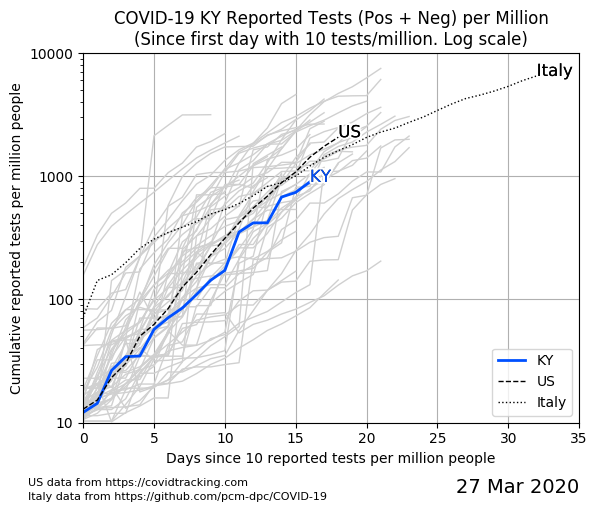 COVID-19 KY Reported Tests (Pos + Neg) per Million
(Since first day with 10 tests/million. Log scale)
Cumulative reported tests per million people
10000
1000
100
10
Italy
US
KY
KY
US
Italy
0 5 10 15 20 25 30 35
Days since 10 reported tests per million people
US data from https://covidtracking.com
Italy data from https://github.com/pcm-dpc/COVID-19
27 Mar 2020